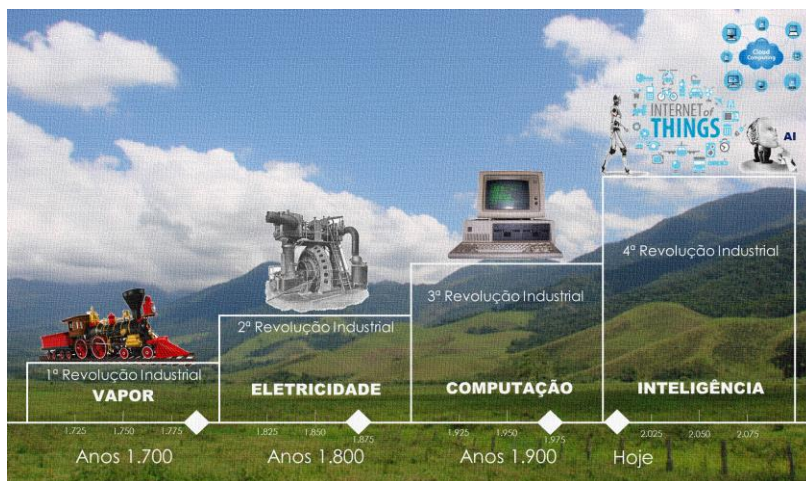 Cloud
Computing
INTERNET of
THINGS
AI
4ª Revolução Industrial
3ª Revolução Industrial
2ª Revolução Industrial
1ª Revolução Industrial
VAPOR
ELETRICIDADE
COMPUTAÇÃO
INTELIGÊNCIA
1.725 1.750 1.775 1.825 1.850 1.875 1.925 1.950 1.975 2.025 2.050 2.075
Anos 1.700 Anos 1.800 Anos 1.900 Hoje